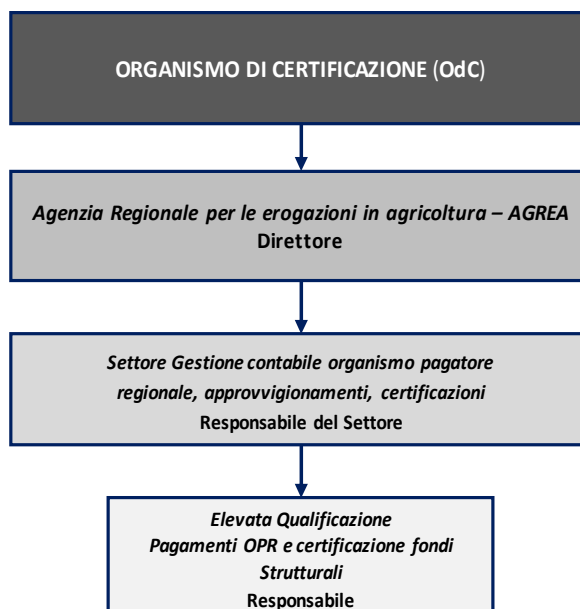 ORGANISMO DI CERTIFICAZIONE (OdC)
Agenzia Regionale per le erogazioni in agricoltura – AGREA
Direttore
Settore Gestione contabile organismo pagatore
regionale, approvvigionamenti, certificazioni
Responsabile del Settore
Elevata Qualificazione
Pagamenti OPR e certificazione fondi
Strutturali
Responsabile